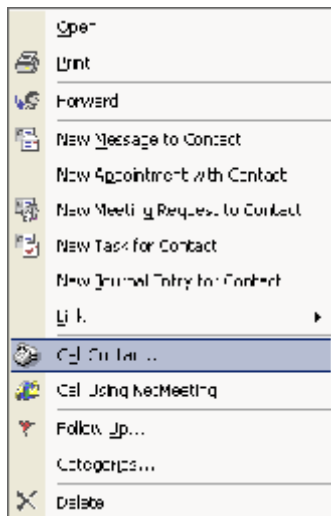 Open
Print
Forward
New Message to Contact
New Appointment with Contact
New Meeting Request to Contact
New Task for Contact
New Journal Entry for Contact
Link
Call Contact...
Call Using NetMeeting
Follow Up...
Categories...
Delete